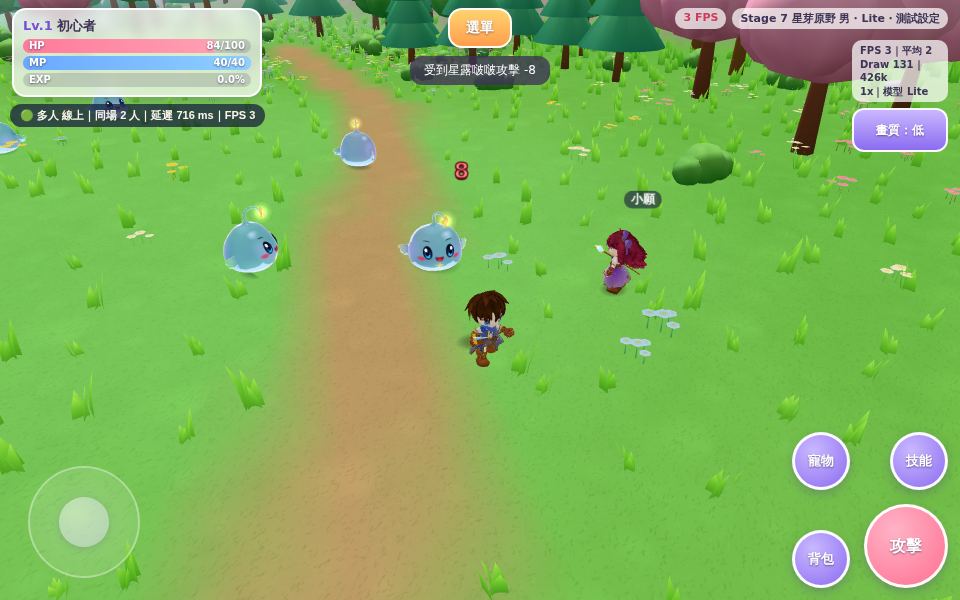 Lv.1 初心者
HP 84/100
MP 40/40
EXP 0.0%
🟢 多人 線上｜同場 2 人｜延遲 716 ms｜FPS 3
選單
受到星露啵啵攻擊 -8
3 FPS
Stage 7 星芽原野 男・Lite・測試設定
FPS 3 | 平均 2
Draw 131 |
426k
1x | 模型 Lite
畫質：低
8
小願
寵物
技能
背包
攻擊